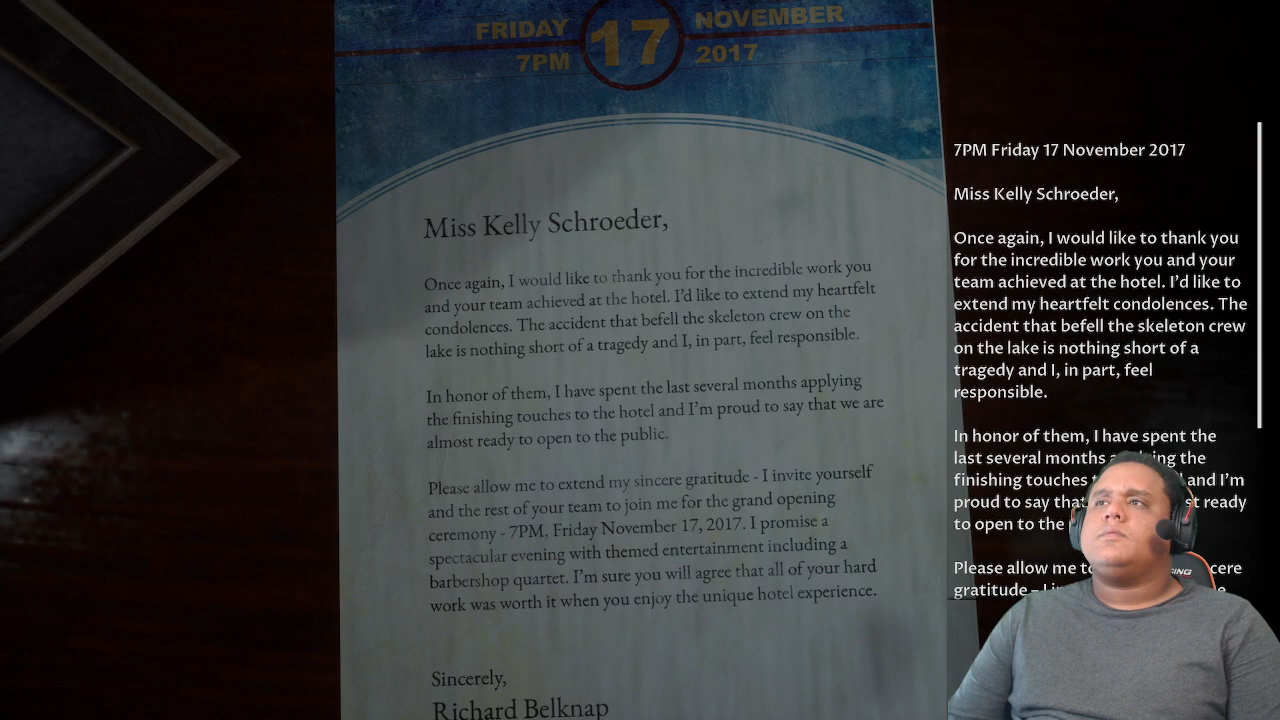 FRIDAY
7PM
17
NOVEMBER
2017
Miss Kelly Schroeder,
Once again, I would like to thank you for the incredible work you
and your team achieved at the hotel. I'd like to extend my heartfelt
condolences. The accident that befell the skeleton crew on the
lake is nothing short of a tragedy and I, in part, feel responsible.
In honor of them, I have spent the last several months applying
the finishing touches to the hotel and I'm proud to say that we are
almost ready to open to the public.
Please allow me to extend my sincere gratitude - I invite yourself
and the rest of your team to join me for the grand opening
ceremony - 7PM, Friday November 17, 2017. I promise a
spectacular evening with themed entertainment including a
barbershop quartet. I'm sure you will agree that all of your hard
work was worth it when you enjoy the unique hotel experience.
Sincerely,
Richard Belknap
7PM Friday 17 November 2017
Miss Kelly Schroeder,
Once again, I would like to thank you
for the incredible work you and your
team achieved at the hotel. I'd like to
extend my heartfelt condolences. The
accident that befell the skeleton crew
on the lake is nothing short of a
tragedy and I, in part, feel
responsible.
In honor of them, I have spent the
last several months the
finishing touches and I'm
proud to say that ready
to open to the
Please allow me to
gratitude –